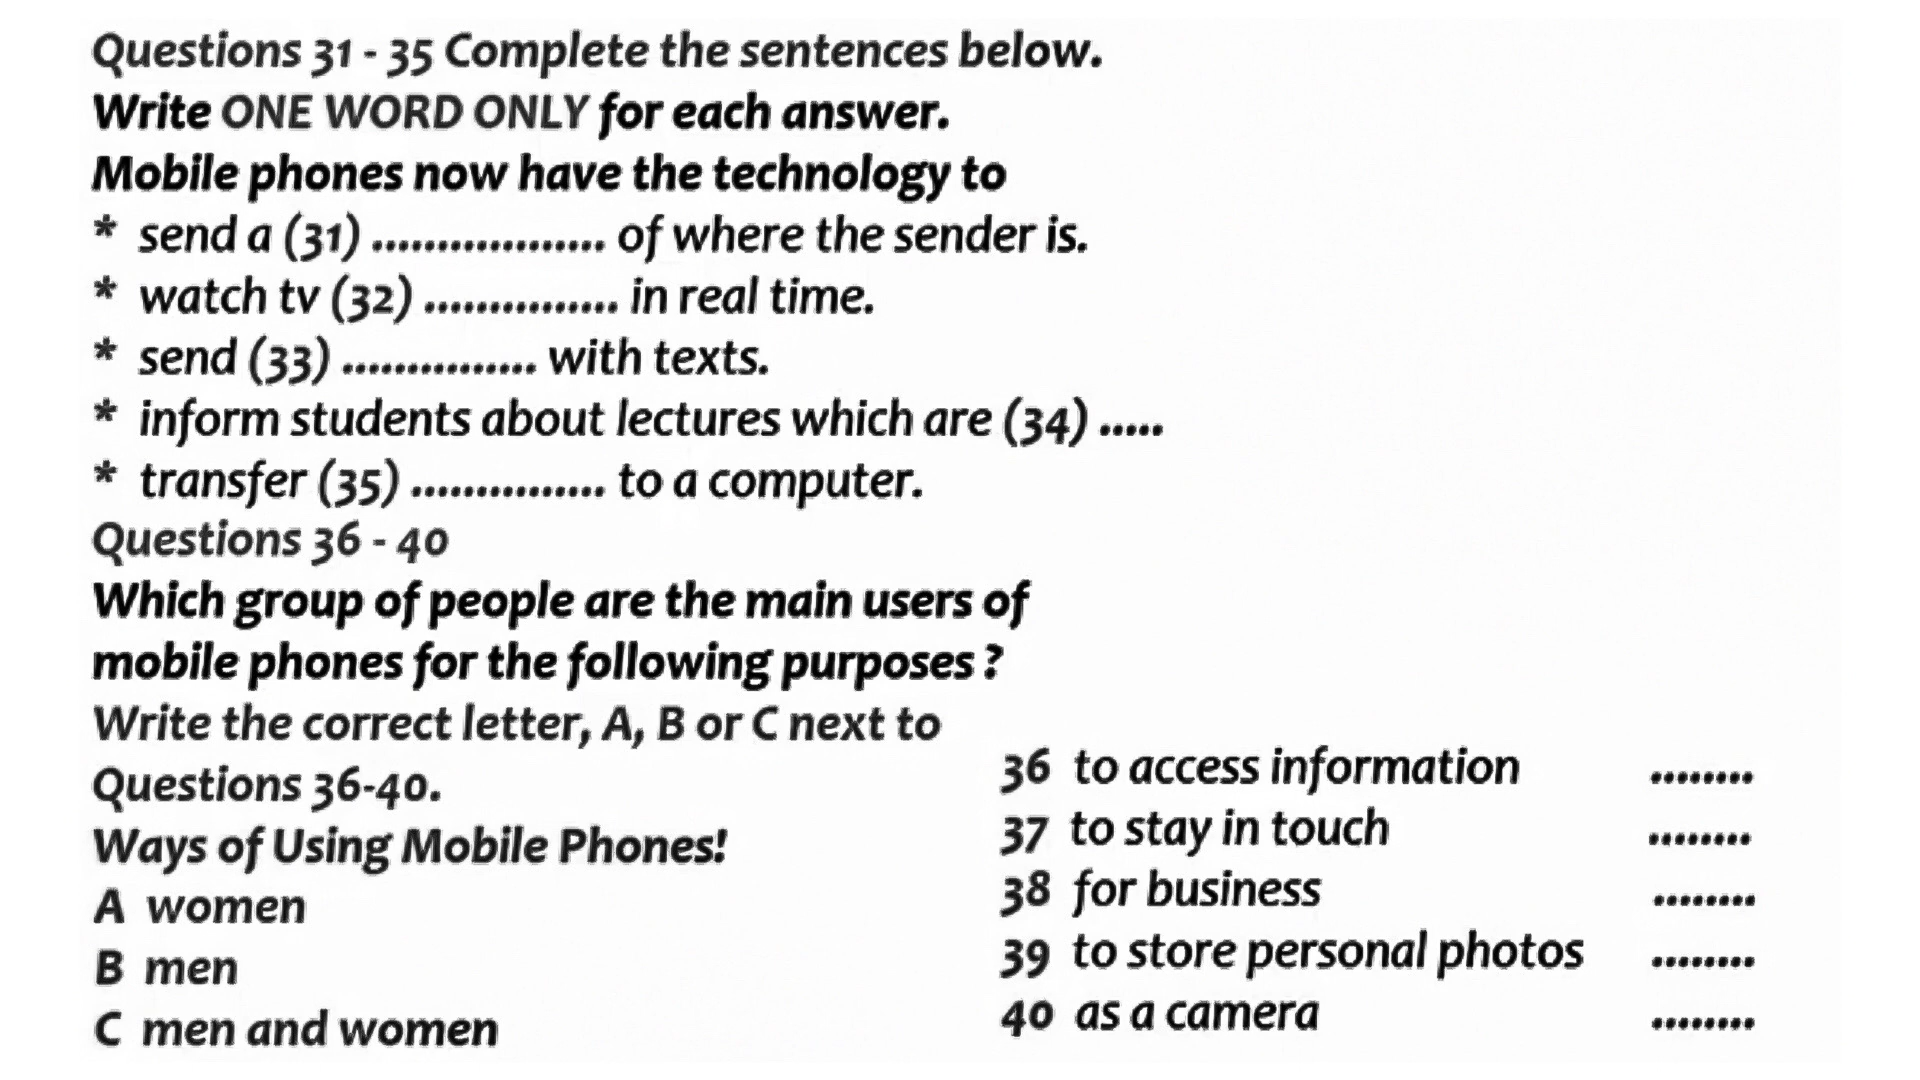 Questions 31 - 35 Complete the sentences below.
Write ONE WORD ONLY for each answer.
Mobile phones now have the technology to
* send a (31) .................. of where the sender is.
* watch tv (32) ............... in real time.
* send (33) ............... with texts.
* inform students about lectures which are (34) .....
* transfer (35) ............... to a computer.
Questions 36 - 40
Which group of people are the main users of
mobile phones for the following purposes ?
Write the correct letter, A, B or C next to
Questions 36-40.
Ways of Using Mobile Phones!
A women
B men
C men and women
36 to access information ........
37 to stay in touch ........
38 for business ........
39 to store personal photos ........
40 as a camera ........